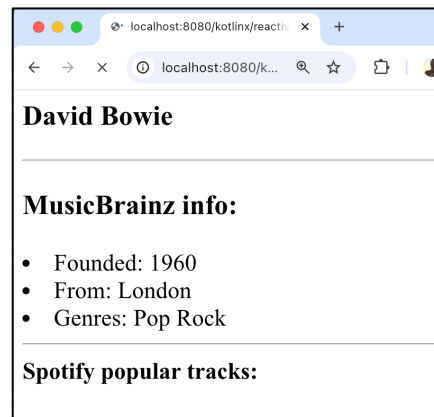 localhost:8080/kotlinx/reactiv
localhost:8080/k...
David Bowie
MusicBrainz info:
Founded: 1960
From: London
Genres: Pop Rock
Spotify popular tracks: